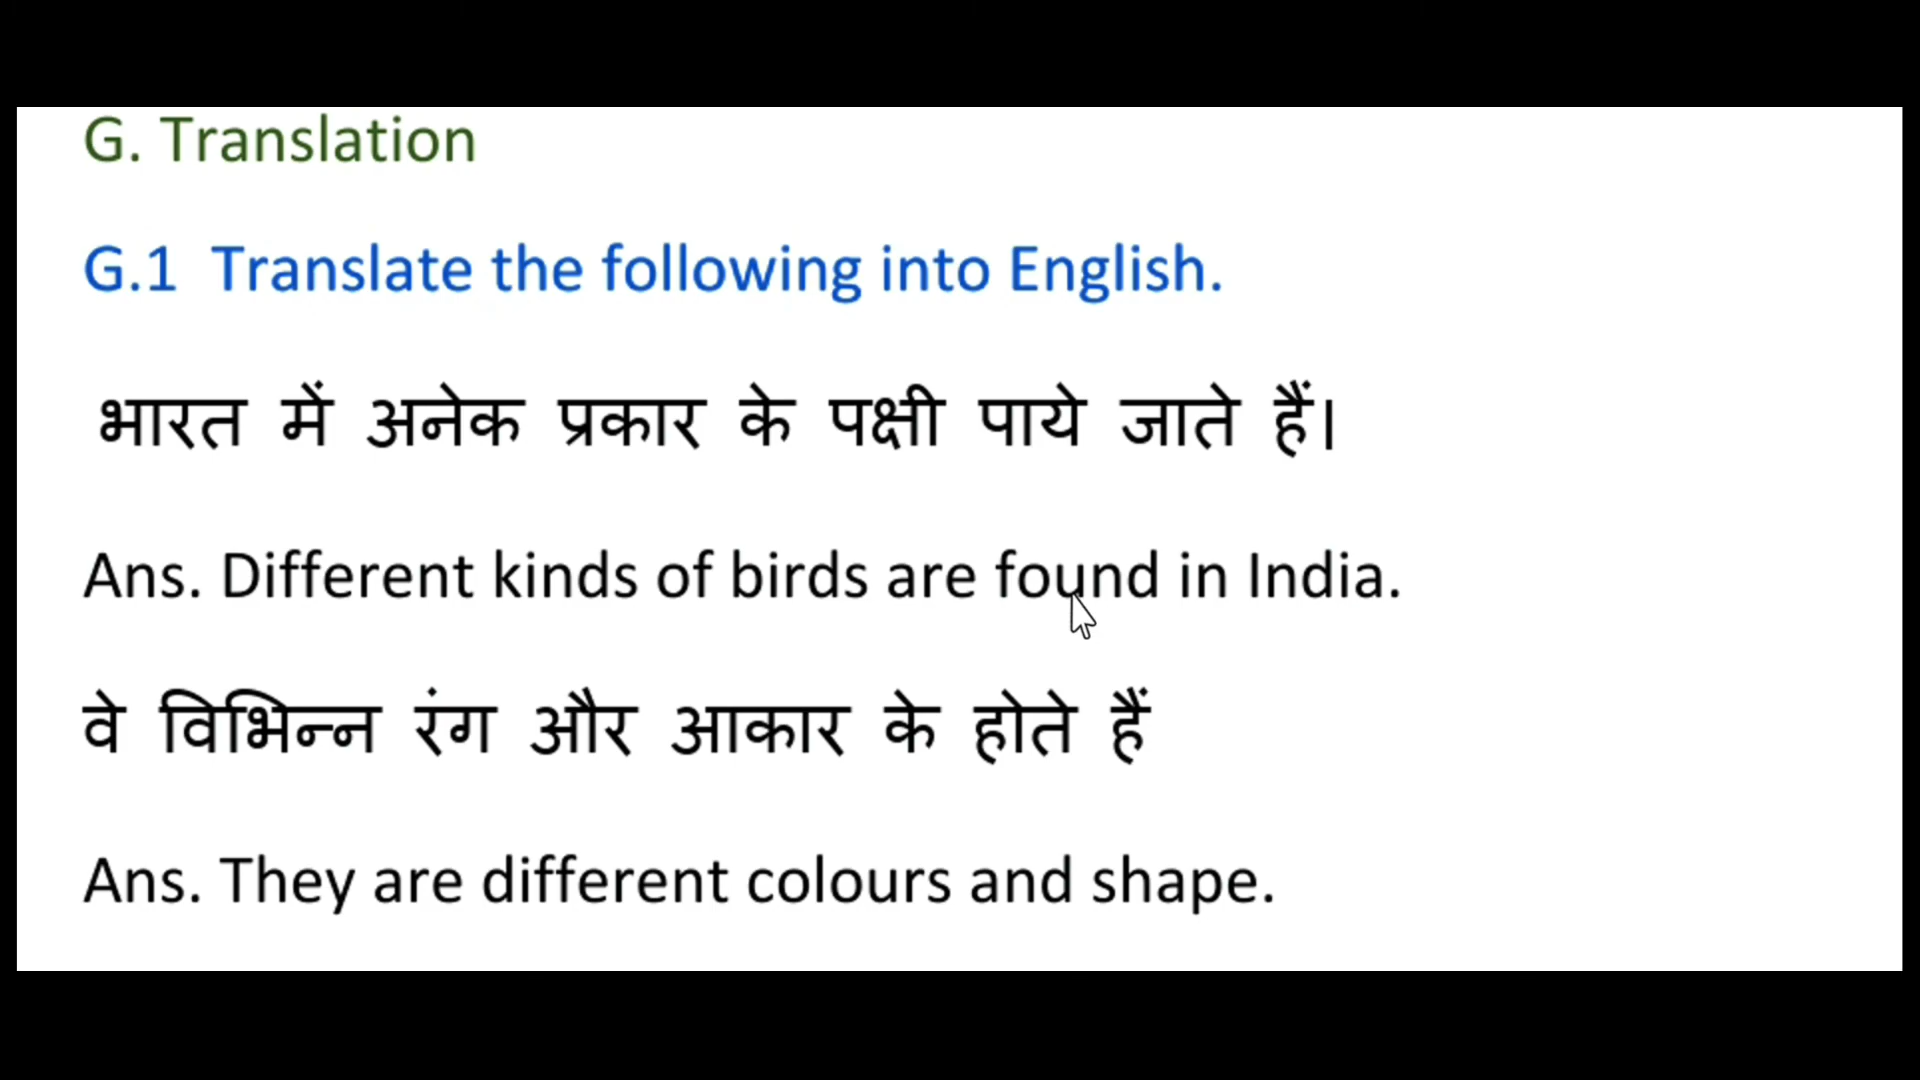 G. Translation
G.1 Translate the following into English.
भारत में अनेक प्रकार के पक्षी पाये जाते हैं।
Ans. Different kinds of birds are found in India.
वे विभिन्न रंग और आकार के होते हैं
Ans. They are different colours and shape.